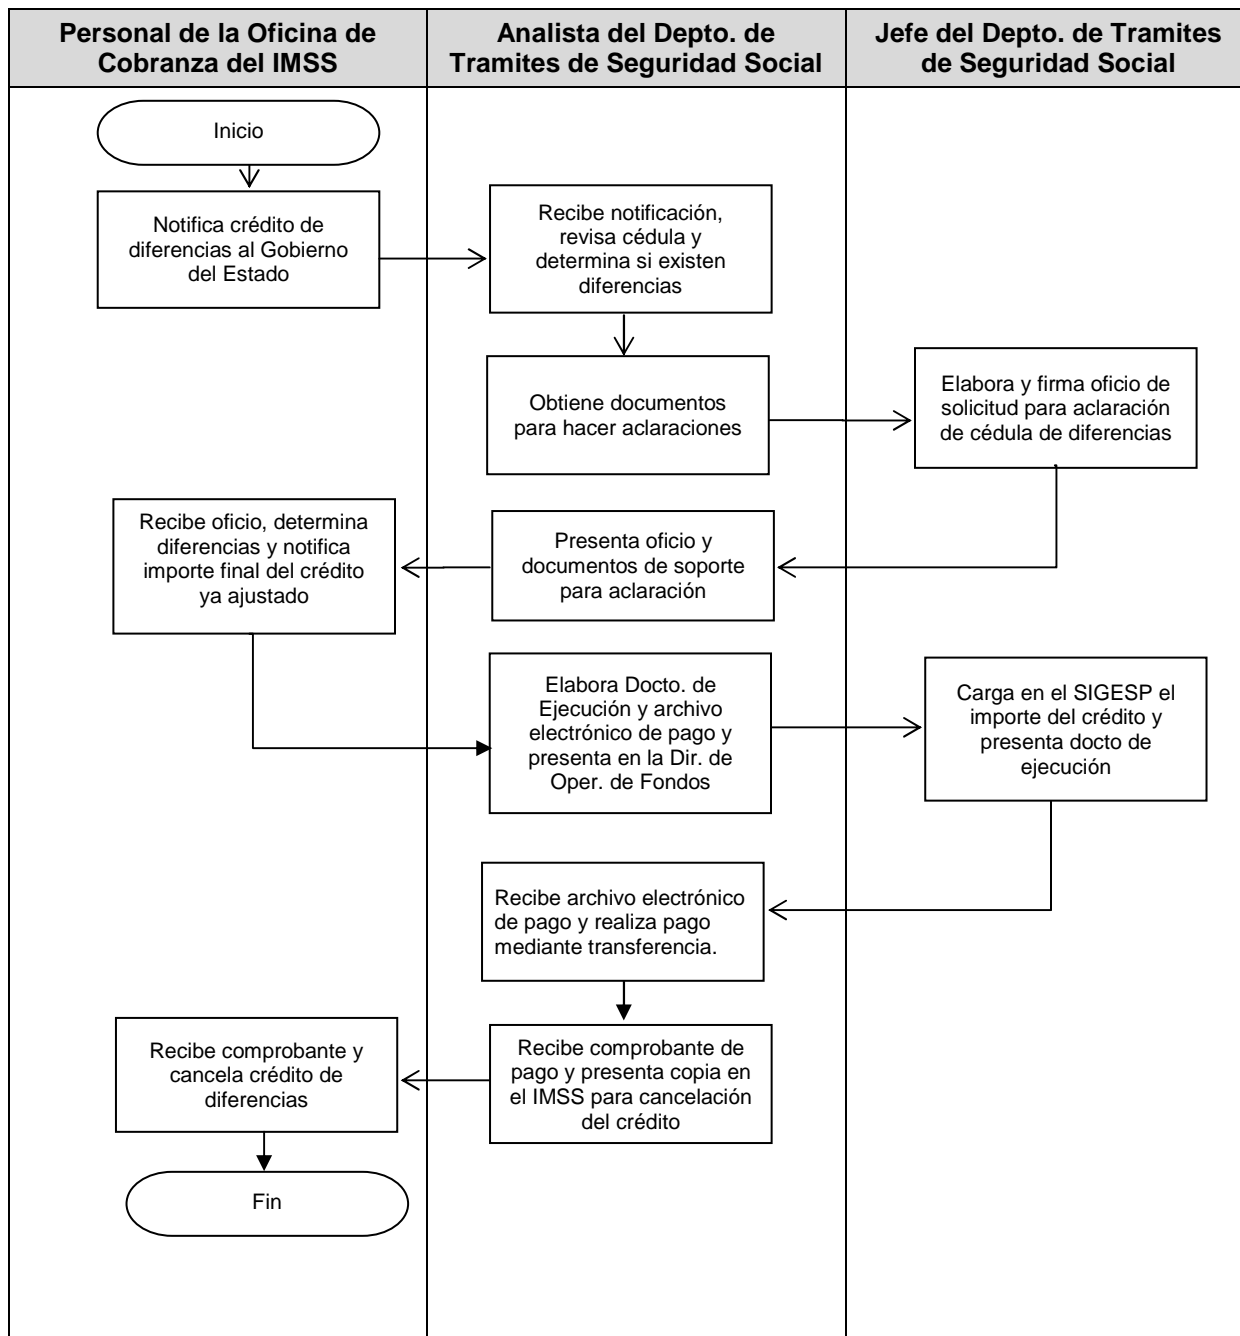 Personal de la Oficina de
Cobranza del IMSS
Analista del Depto. de
Tramites de Seguridad Social
Jefe del Depto. de Tramites
de Seguridad Social
Inicio
Notifica crédito de
diferencias al Gobierno
del Estado
Recibe notificación,
revisa cédula y
determina si existen
diferencias
Obtiene documentos
para hacer aclaraciones
Elabora y firma oficio de
solicitud para aclaración
de cédula de diferencias
Presenta oficio y
documentos de soporte
para aclaración
Recibe oficio, determina
diferencias y notifica
importe final del crédito
ya ajustado
Elabora Docto. de
Ejecución y archivo
electrónico de pago y
presenta en la Dir. de
Oper. de Fondos
Carga en el SIGESP el
importe del crédito y
presenta docto de
ejecución
Recibe archivo electrónico
de pago y realiza pago
mediante transferencia.
Recibe comprobante de
pago y presenta copia en
el IMSS para cancelación
del crédito
Recibe comprobante y
cancela crédito de
diferencias
Fin